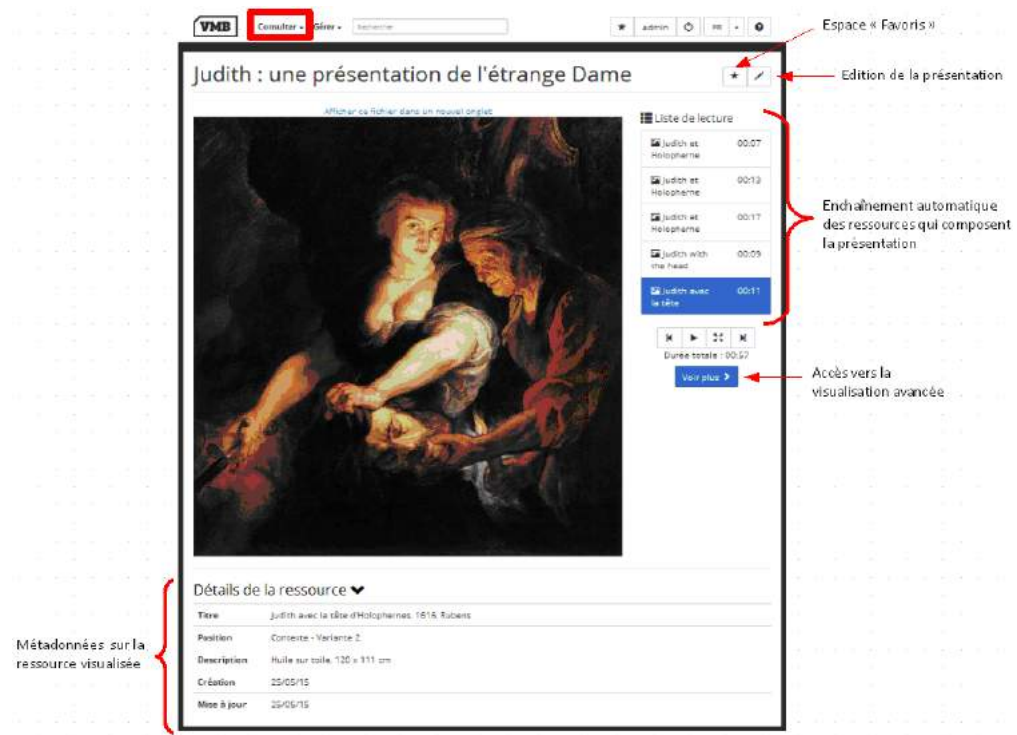 Espace « Favoris »
VMB Consulter Gérer Recherche admin
Judith : une présentation de l'étrange Dame
Edition de la présentation
Afficher ce fichier dans un nouvel onglet
Liste de lecture
Judith et 00:07
Holopherne
Judith et 00:13
Holopherne
Judith et 00:17
Holopherne
Judith with 00:09
the head
Judith avec 00:11
la tête
Enchaînement automatique
des ressources qui composent
la présentation
Durée totale : 00:57
Voir plus
Accès vers la
visualisation avancée
Détails de la ressource
Titre Judith avec la tête d'Holophernes, 1616, Rubens
Position Contexte - Variante 2
Description Huile sur toile, 120 x 111 cm
Création 25/05/15
Mise à jour 25/05/15
Métadonnées sur la
ressource visualisée